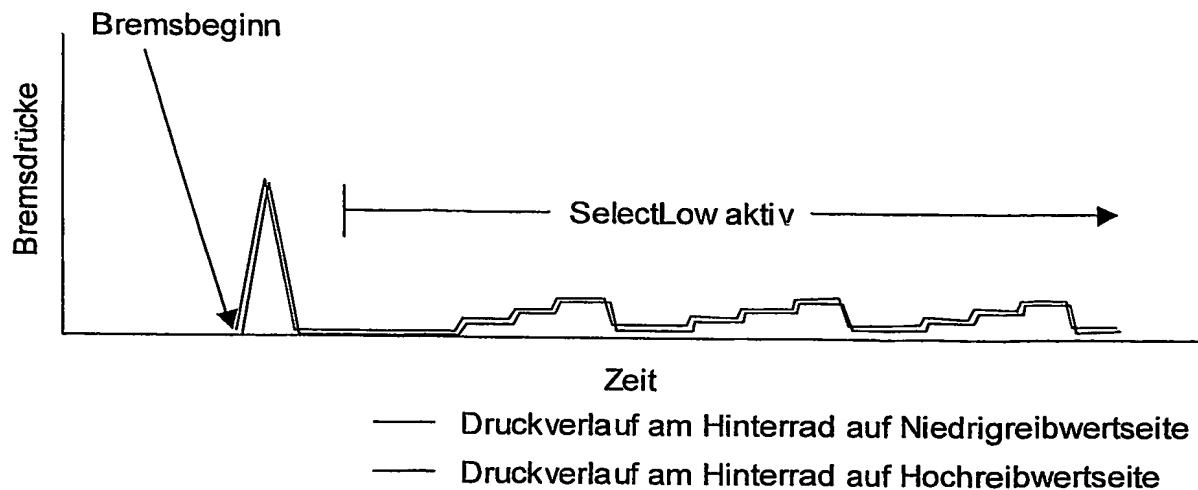 Bremsbeginn
Bremsdrücke
SelectLow aktiv
Zeit
Druckverlauf am Hinterrad auf Niedrigreibwertseite
Druckverlauf am Hinterrad auf Hochreibwertseite